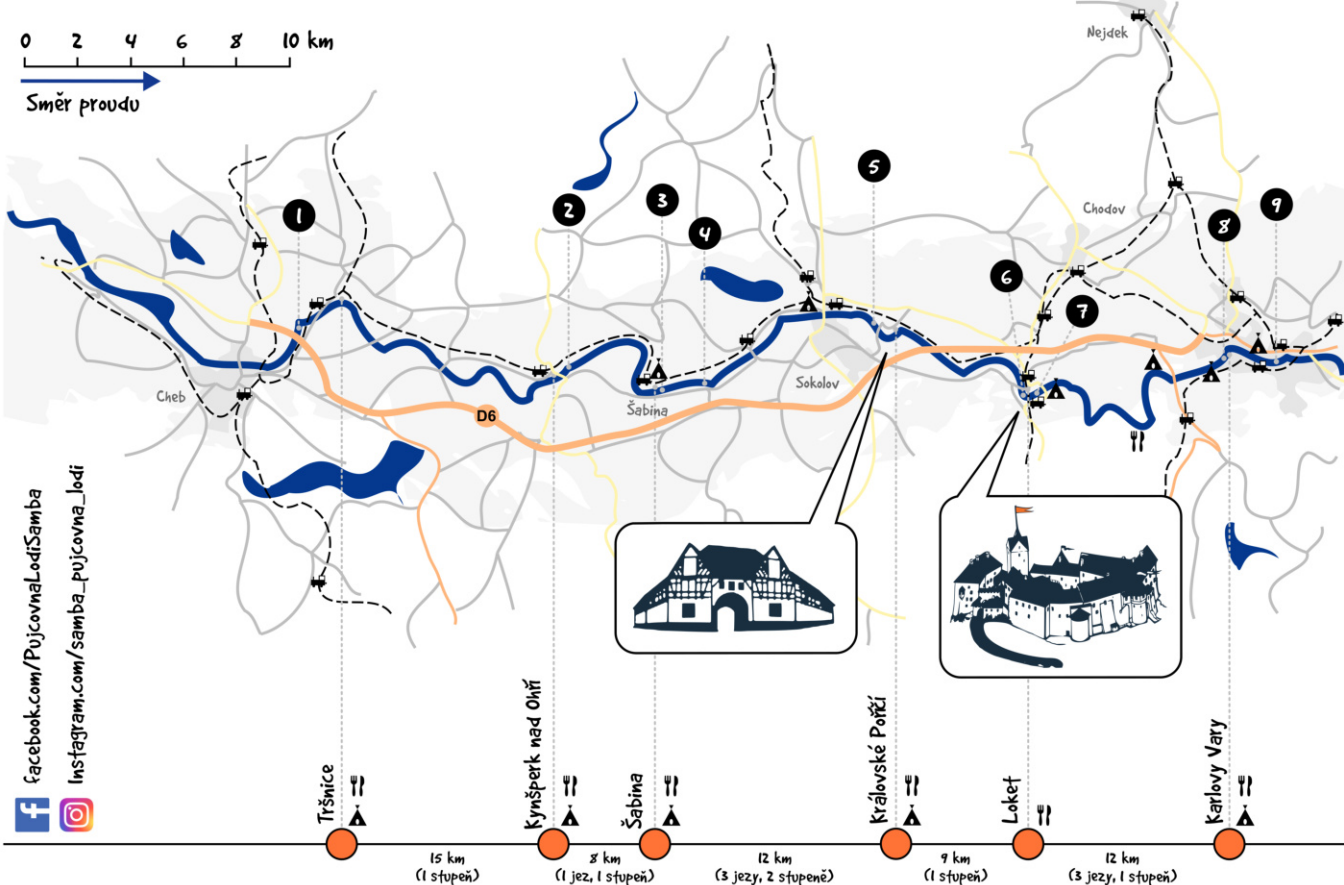 0 2 4 6 8 10 km
Směr proudu
Nejdek
Chodov
1
2
3
4
5
6
7
8
9
Cheb
D6
Šabina
Sokolov
facebook.com/PujcovnaLodiSamba
Instagram.com/samba_pujcovna_lodi
Tršnice
Kynšperk nad Ohří
Šabina
Královské Poříčí
Loket
Karlovy Vary
15 km
(1 stupeň)
8 km
(1 jez, 1 stupeň)
12 km
(3 jezy, 2 stupeně)
9 km
(1 stupeň)
12 km
(3 jezy, 1 stupeň)